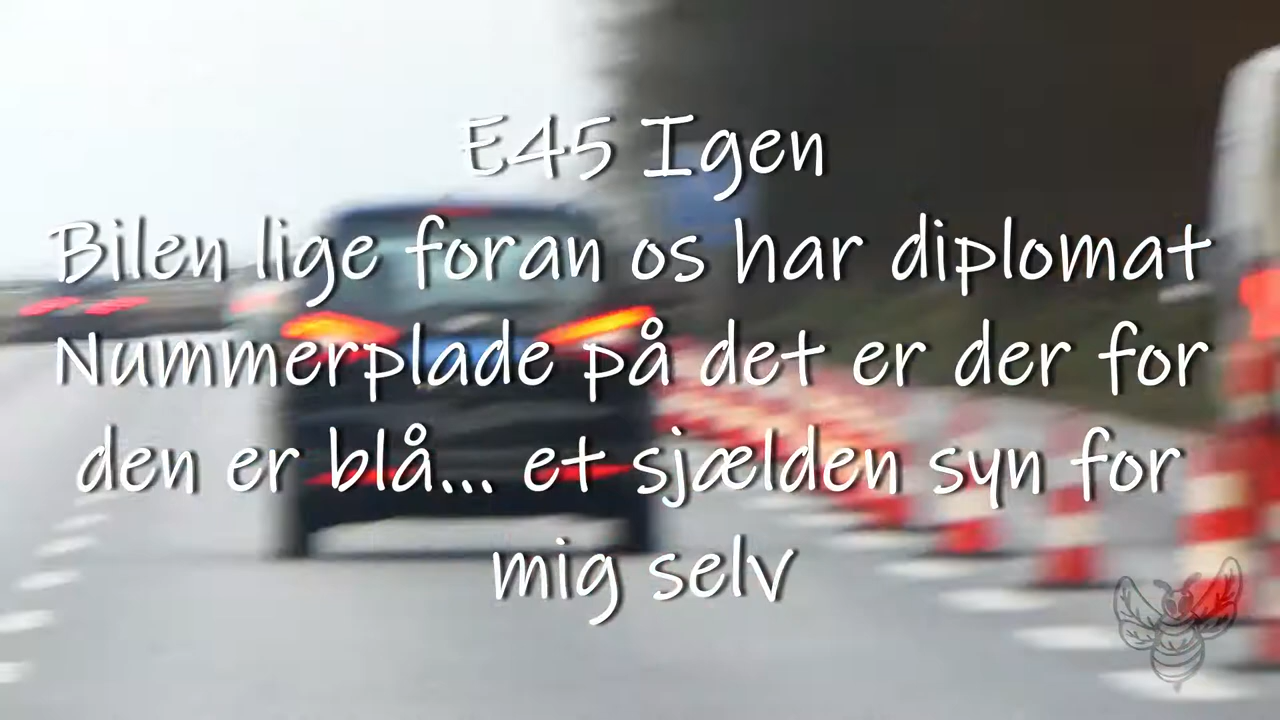 E45 Igen
Bilen lige foran os har diplomat
Nummerplade på det er der for
den er blå... et sjælden syn for
mig selv